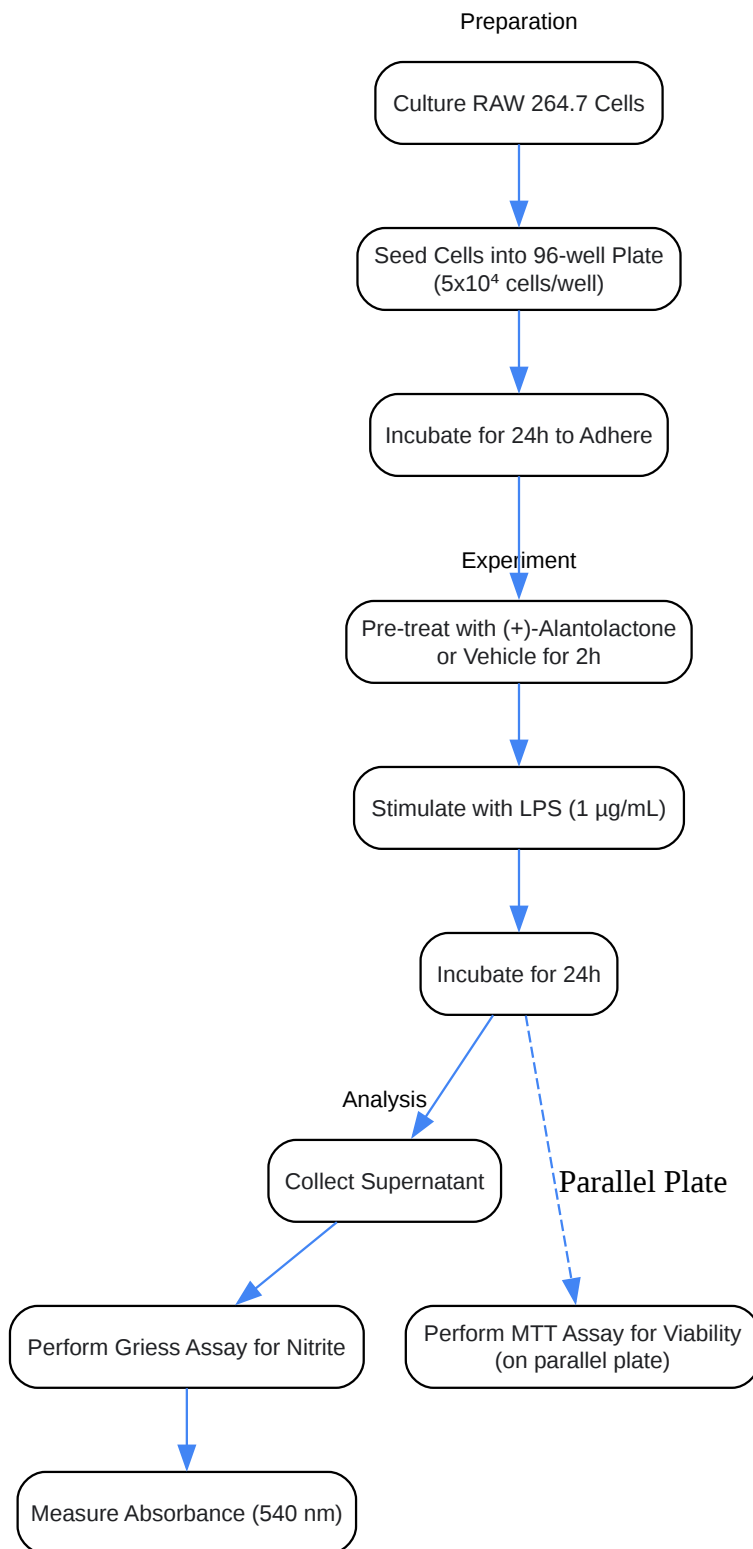 Preparation
Culture RAW 264.7 Cells
Seed Cells into 96-well Plate
(5x10⁴ cells/well)
Incubate for 24h to Adhere
Experiment
Pre-treat with (+)-Alantolactone
or Vehicle for 2h
Stimulate with LPS (1 µg/mL)
Incubate for 24h
Analysis
Collect Supernatant
Parallel Plate
Perform Griess Assay for Nitrite
Perform MTT Assay for Viability
(on parallel plate)
Measure Absorbance (540 nm)